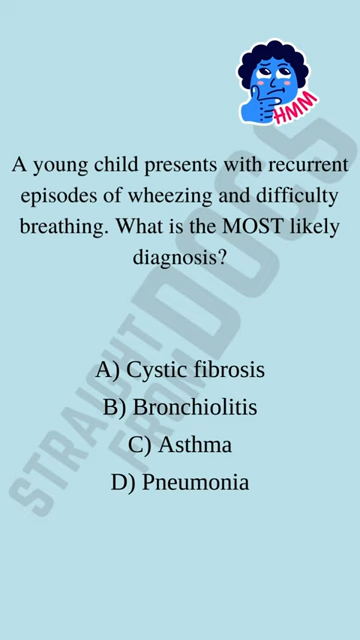 HMM
A young child presents with recurrent
episodes of wheezing and difficulty
breathing. What is the MOST likely
diagnosis?
A) Cystic fibrosis
B) Bronchiolitis
C) Asthma
D) Pneumonia
STRAIGHT
FROM
DOCS